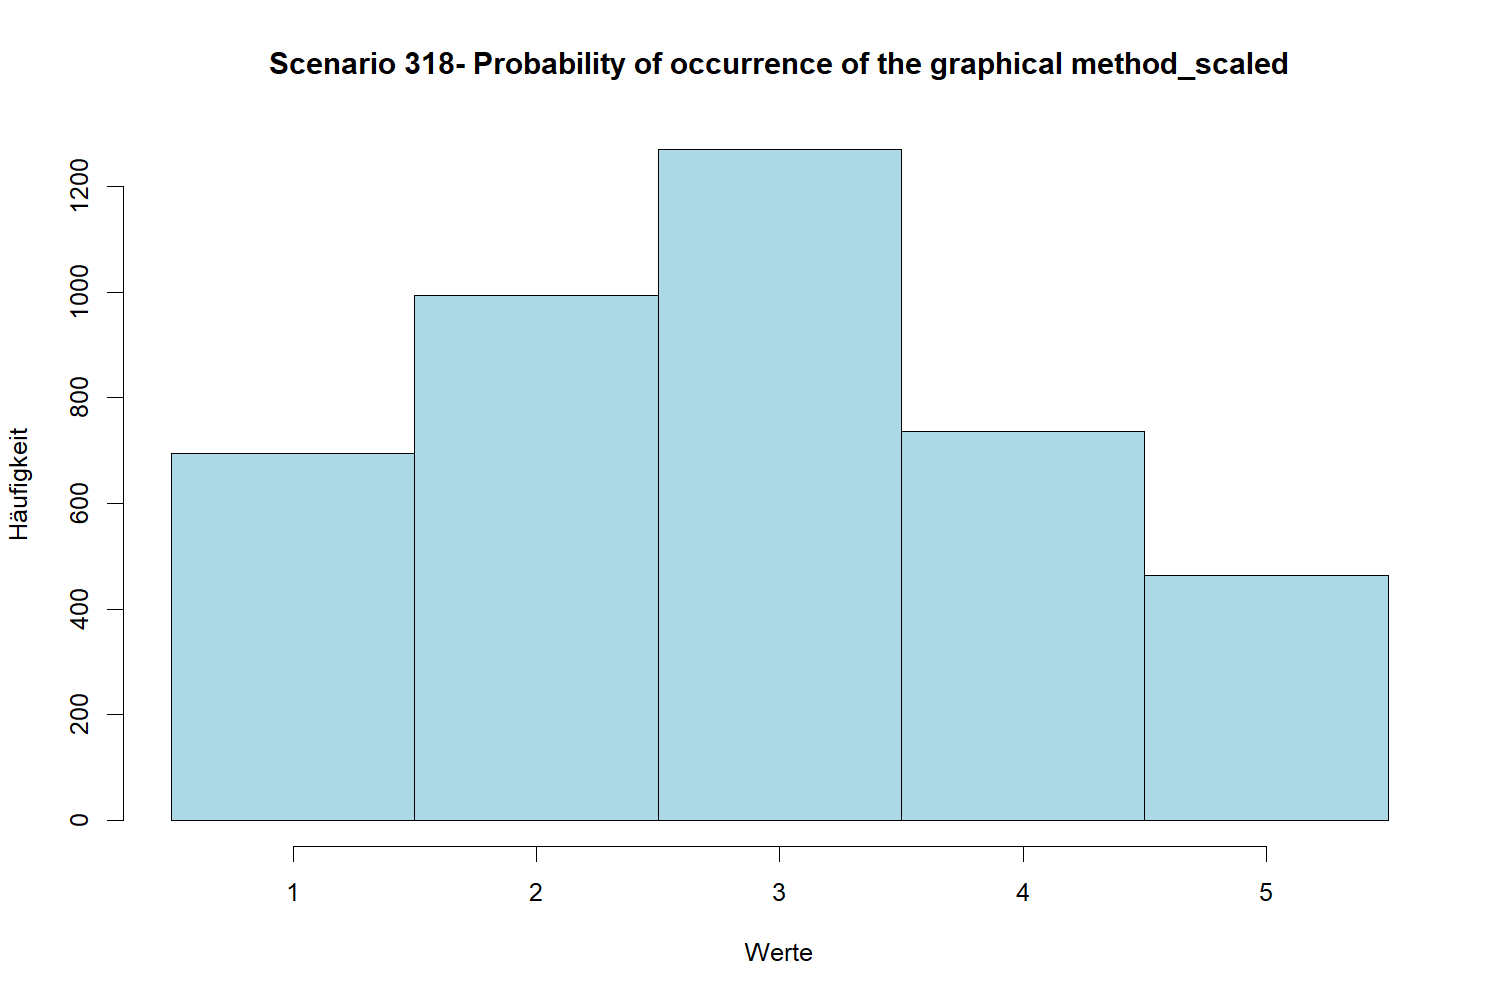 Scenario 318- Probability of occurrence of the graphical method_scaled
Häufigkeit
1200
1000
800
600
400
200
0
1 2 3 4 5
Werte